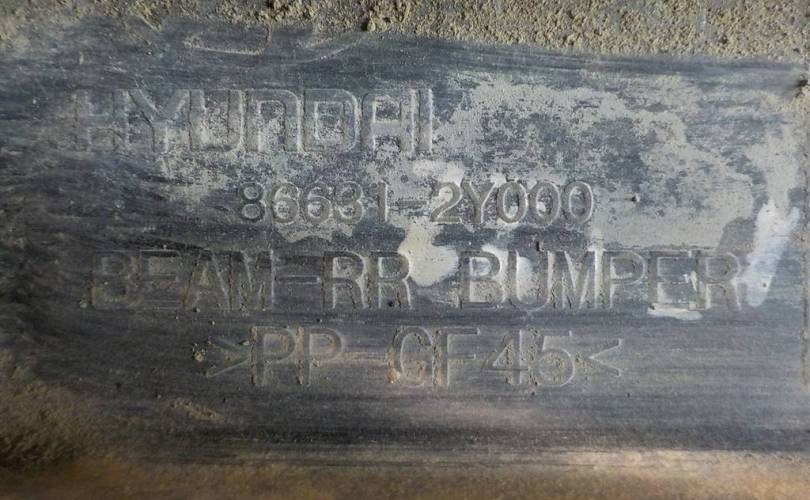 HYUNDAI
86631-2Y000
BEAM-RR BUMPER
>PP-GF45<